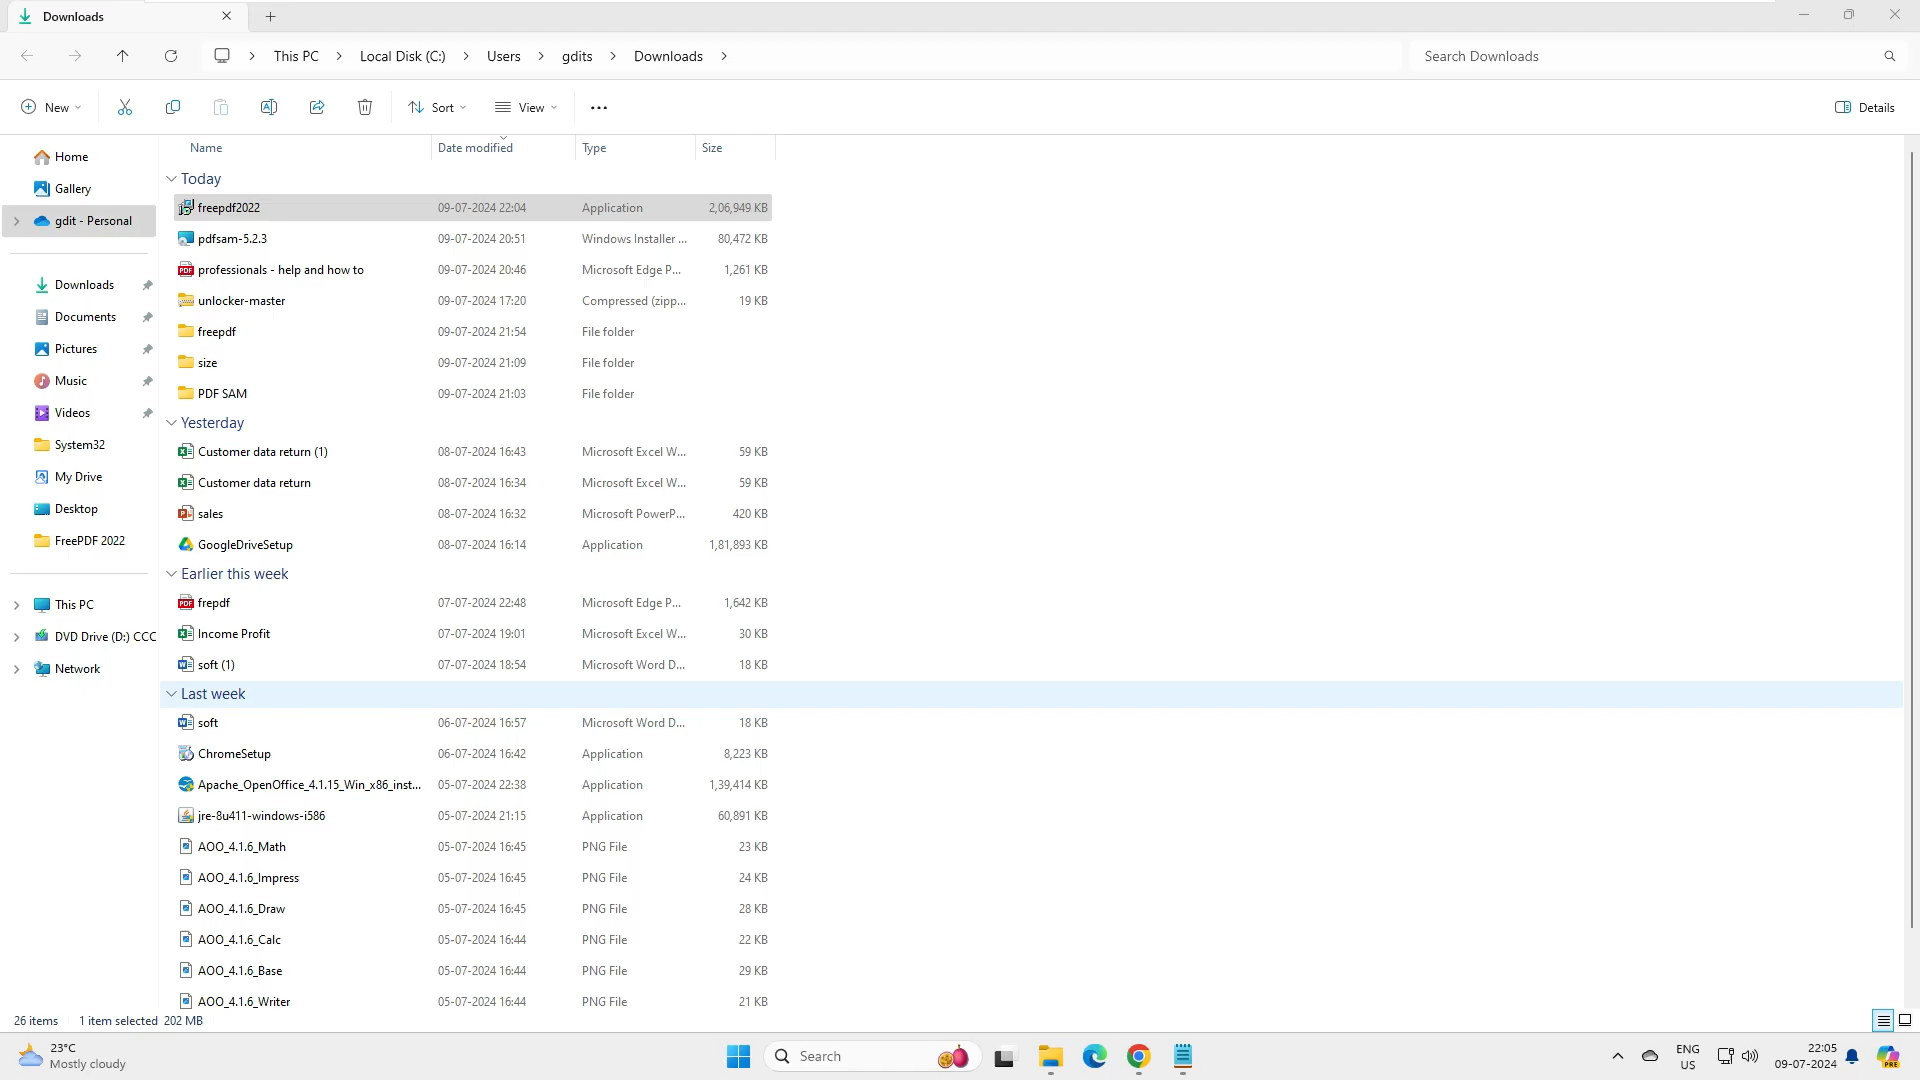 Downloads
This PC Local Disk (C:) Users gdits Downloads Search Downloads
New Sort View Details
Name Date modified Type Size
Home
Gallery
gdit - Personal
Downloads
Documents
Pictures
Music
Videos
System32
My Drive
Desktop
FreePDF 2022
This PC
DVD Drive (D:) CCC
Network
Today
freepdf2022 09-07-2024 22:04 Application 2,06,949 KB
pdfsam-5.2.3 09-07-2024 20:51 Windows Installer ... 80,472 KB
professionals - help and how to 09-07-2024 20:46 Microsoft Edge P... 1,261 KB
unlocker-master 09-07-2024 17:20 Compressed (zipp... 19 KB
freepdf 09-07-2024 21:54 File folder
size 09-07-2024 21:09 File folder
PDF SAM 09-07-2024 21:03 File folder
Yesterday
Customer data return (1) 08-07-2024 16:43 Microsoft Excel W... 59 KB
Customer data return 08-07-2024 16:34 Microsoft Excel W... 59 KB
sales 08-07-2024 16:32 Microsoft PowerP... 420 KB
GoogleDriveSetup 08-07-2024 16:14 Application 1,81,893 KB
Earlier this week
frepdf 07-07-2024 22:48 Microsoft Edge P... 1,642 KB
Income Profit 07-07-2024 19:01 Microsoft Excel W... 30 KB
soft (1) 07-07-2024 18:54 Microsoft Word D... 18 KB
Last week
soft 06-07-2024 16:57 Microsoft Word D... 18 KB
ChromeSetup 06-07-2024 16:42 Application 8,223 KB
Apache_OpenOffice_4.1.15_Win_x86_inst... 05-07-2024 22:38 Application 1,39,414 KB
jre-8u411-windows-i586 05-07-2024 21:15 Application 60,891 KB
AOO_4.1.6_Math 05-07-2024 16:45 PNG File 23 KB
AOO_4.1.6_Impress 05-07-2024 16:45 PNG File 24 KB
AOO_4.1.6_Draw 05-07-2024 16:45 PNG File 28 KB
AOO_4.1.6_Calc 05-07-2024 16:44 PNG File 22 KB
AOO_4.1.6_Base 05-07-2024 16:44 PNG File 29 KB
AOO_4.1.6_Writer 05-07-2024 16:44 PNG File 21 KB
26 items 1 item selected 202 MB
23°C
Mostly cloudy
Search
ENG
US
22:05
09-07-2024
PRE